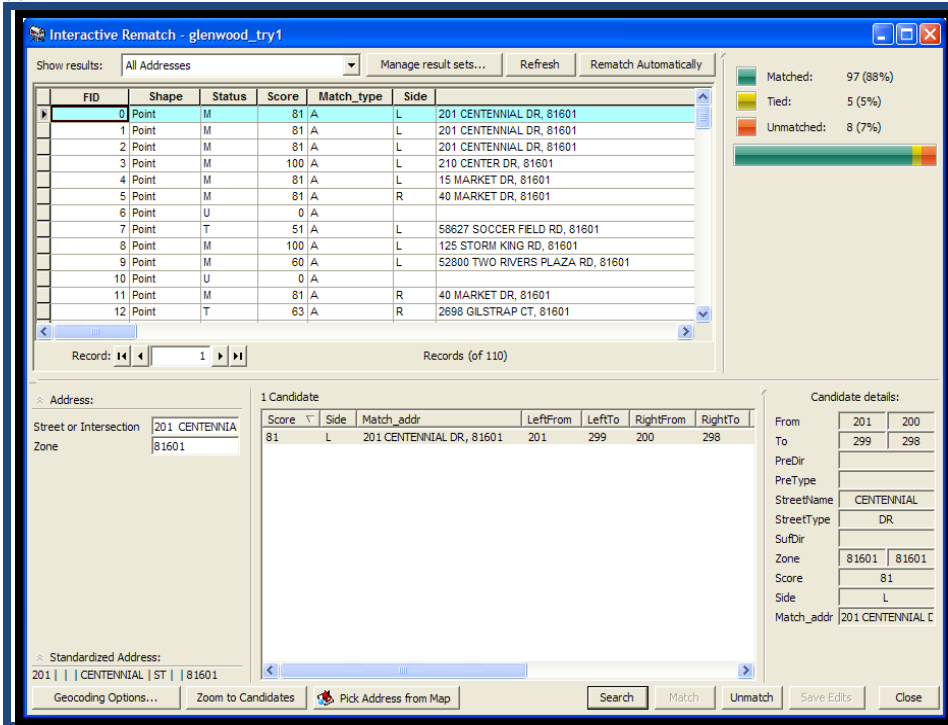 Interactive Rematch - glenwood_try1
Show results: All Addresses Manage result sets... Refresh Rematch Automatically
Matched: 97 (88%)
Tied: 5 (5%)
Unmatched: 8 (7%)
FID Shape Status Score Match_type Side
0 Point M 81 A L 201 CENTENNIAL DR, 81601
1 Point M 81 A L 201 CENTENNIAL DR, 81601
2 Point M 81 A L 201 CENTENNIAL DR, 81601
3 Point M 100 A L 210 CENTER DR, 81601
4 Point M 81 A L 15 MARKET DR, 81601
5 Point M 81 A R 40 MARKET DR, 81601
6 Point U 0 A
7 Point T 51 A L 58627 SOCCER FIELD RD, 81601
8 Point M 100 A L 125 STORM KING RD, 81601
9 Point M 60 A L 52800 TWO RIVERS PLAZA RD, 81601
10 Point U 0 A
11 Point M 81 A R 40 MARKET DR, 81601
12 Point T 63 A R 2698 GILSTRAP CT, 81601
Record: 1 Records (of 110)
Address:
Street or Intersection 201 CENTENNIA
Zone 81601
Standardized Address:
201 | | | CENTENNIAL | ST | | 81601
1 Candidate
Score Side Match_addr LeftFrom LeftTo RightFrom RightTo
81 L 201 CENTENNIAL DR, 81601 201 299 200 298
Candidate details:
From 201 200
To 299 298
PreDir
PreType
StreetName CENTENNIAL
StreetType DR
SufDir
Zone 81601 81601
Score 81
Side L
Match_addr 201 CENTENNIAL D
Geocoding Options... Zoom to Candidates Pick Address from Map Search Match Unmatch Save Edits Close